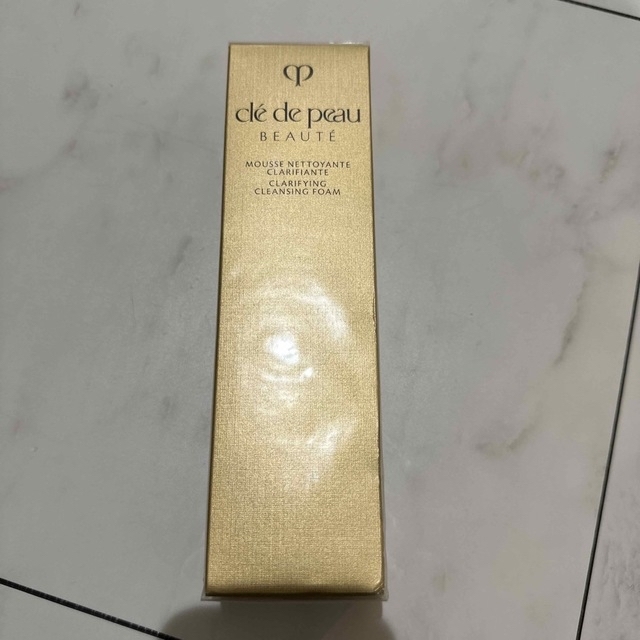 clé de peau
BEAUTÉ
MOUSSE NETTOYANTE
CLARIFIANTE
CLARIFYING
CLEANSING FOAM